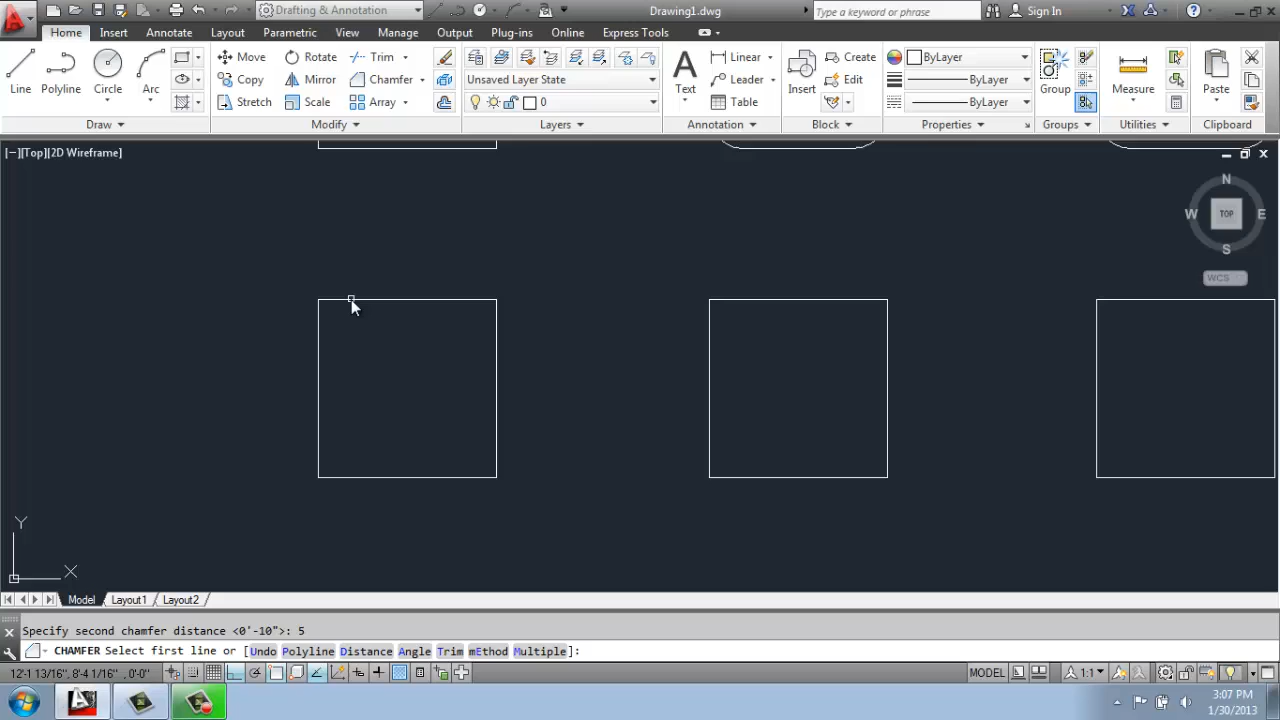 Drafting & Annotation
Drawing1.dwg
Type a keyword or phrase
Sign In
Home Insert Annotate Layout Parametric View Manage Output Plug-ins Online Express Tools
Line Polyline Circle Arc
Draw
Move Rotate Trim
Copy Mirror Chamfer
Stretch Scale Array
Modify
Unsaved Layer State
0
Layers
Text
Linear
Leader
Table
Annotation
Insert
Create
Edit
Block
ByLayer
ByLayer
ByLayer
Properties
Group
Groups
Measure
Utilities
Paste
Clipboard
[−][Top][2D Wireframe]
N
W TOP E
S
WCS
Y
X
Model Layout1 Layout2
Specify second chamfer distance <0'-10">: 5
CHAMFER Select first line or [Undo Polyline Distance Angle Trim mEthod Multiple]:
12'-1 13/16", 8'-4 1/16" , 0'-0"
MODEL
1:1
3:07 PM
1/30/2013